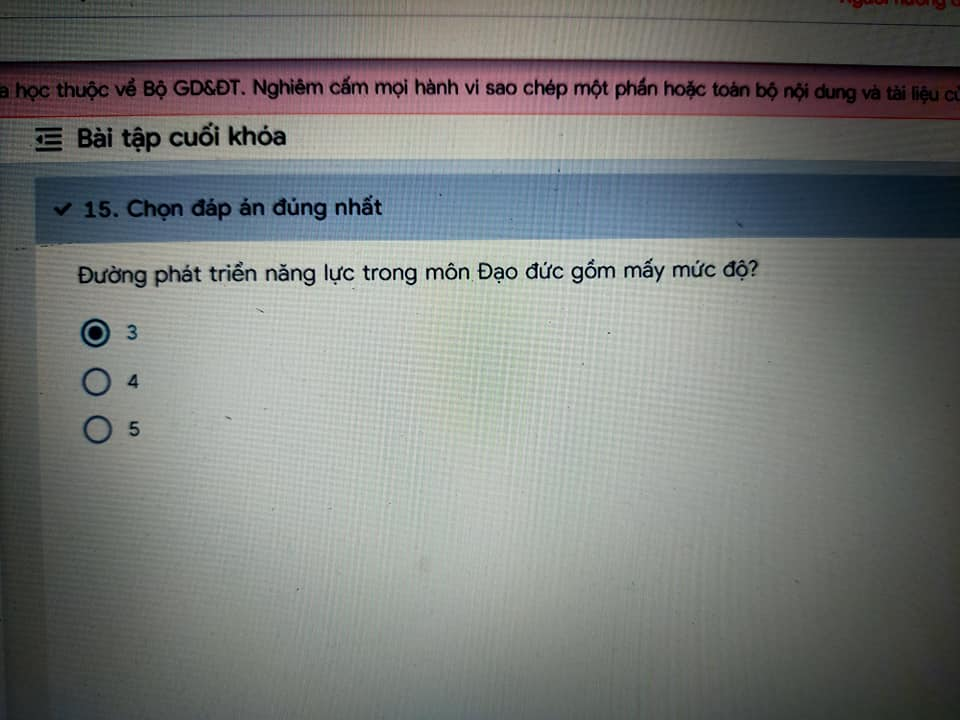 học thuộc về Bộ GD&ĐT. Nghiêm cấm mọi hành vi sao chép một phần hoặc toàn bộ nội dung và tài liệu
Bài tập cuối khóa
15. Chọn đáp án đúng nhất
Đường phát triển năng lực trong môn Đạo đức gồm mấy mức độ?
3
4
5